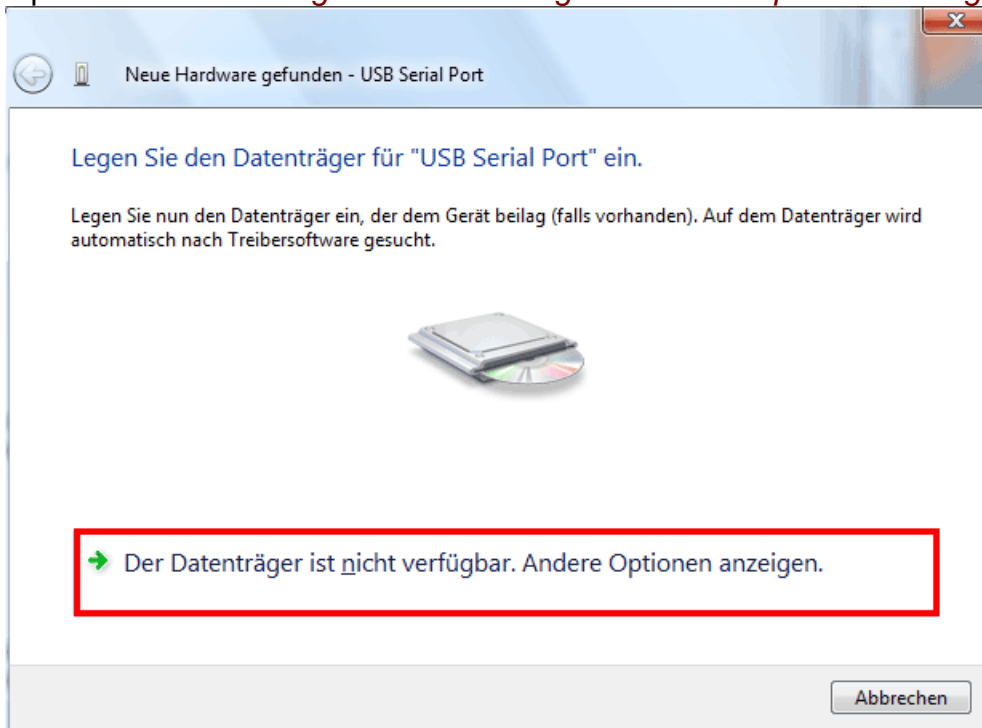 Neue Hardware gefunden - USB Serial Port
Legen Sie den Datenträger für "USB Serial Port" ein.
Legen Sie nun den Datenträger ein, der dem Gerät beilag (falls vorhanden). Auf dem Datenträger wird
automatisch nach Treibersoftware gesucht.
Der Datenträger ist nicht verfügbar. Andere Optionen anzeigen.
Abbrechen